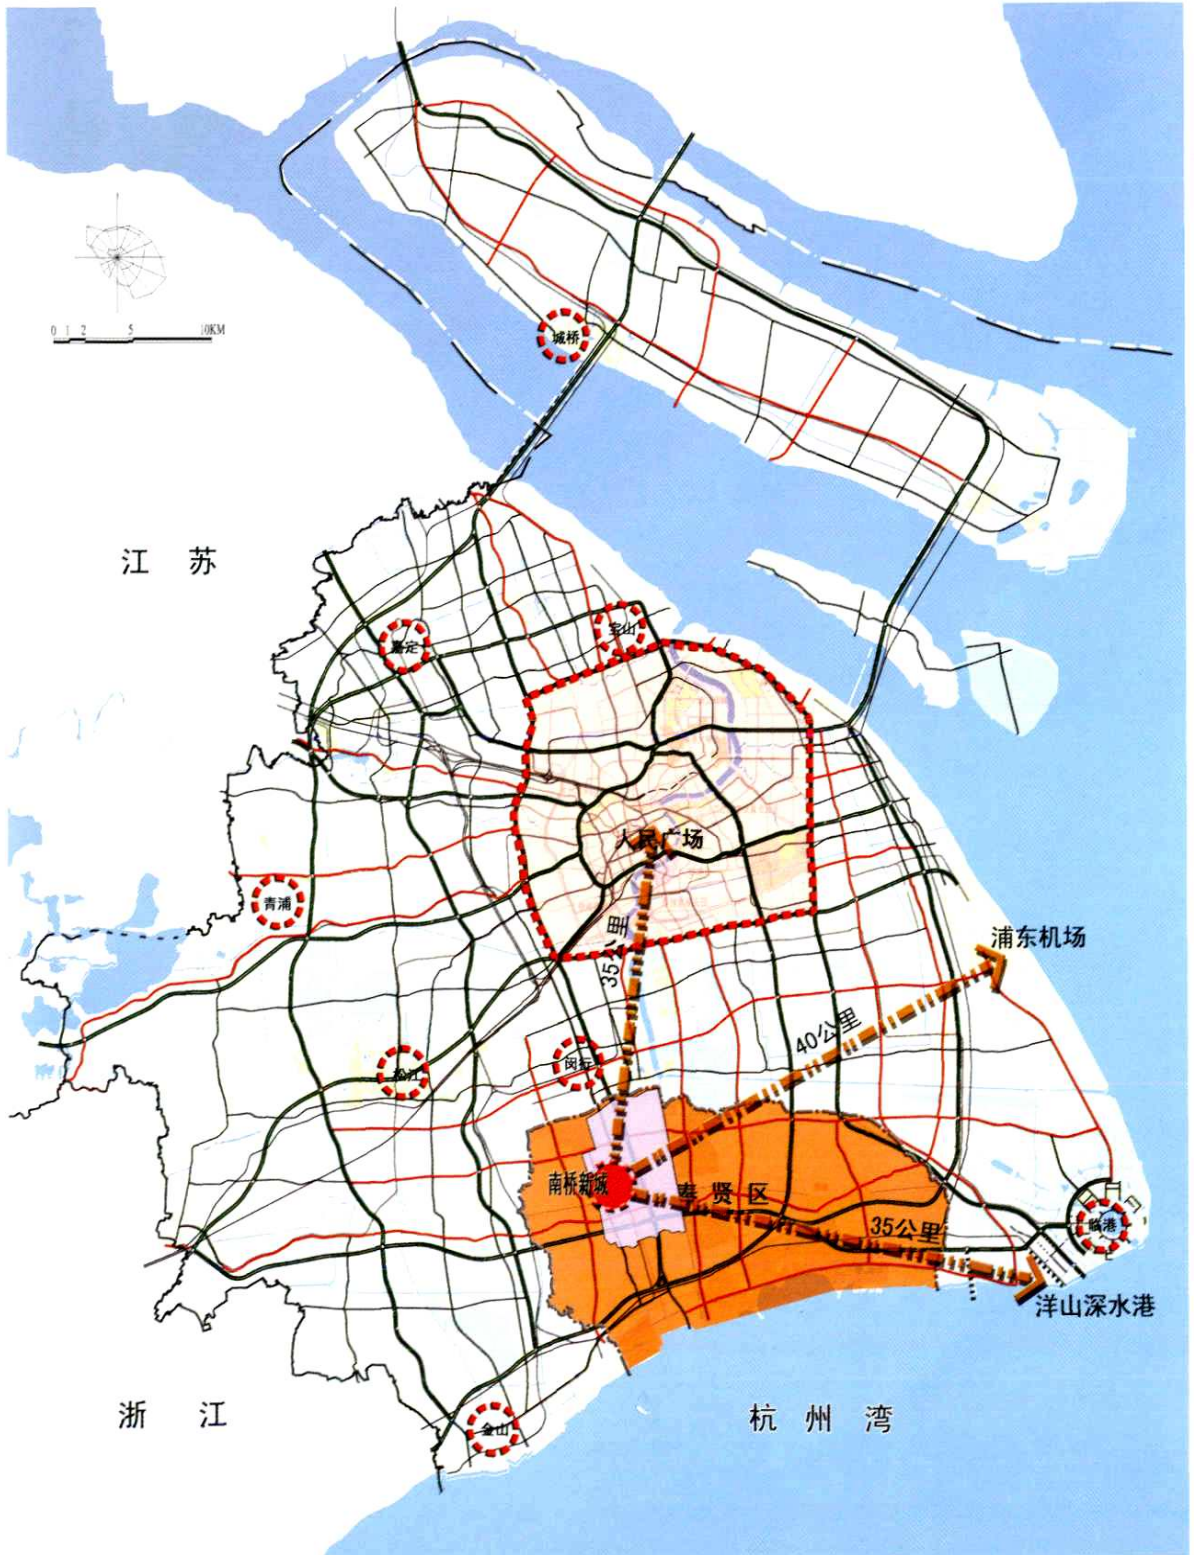 0 1 2 5 10KM
城桥
江 苏
宝山
嘉定
人民广场
青浦
35公里
浦东机场
40公里
松江
闵行
南桥新城
奉贤区
35公里
临港
洋山深水港
浙 江
杭州湾
金山